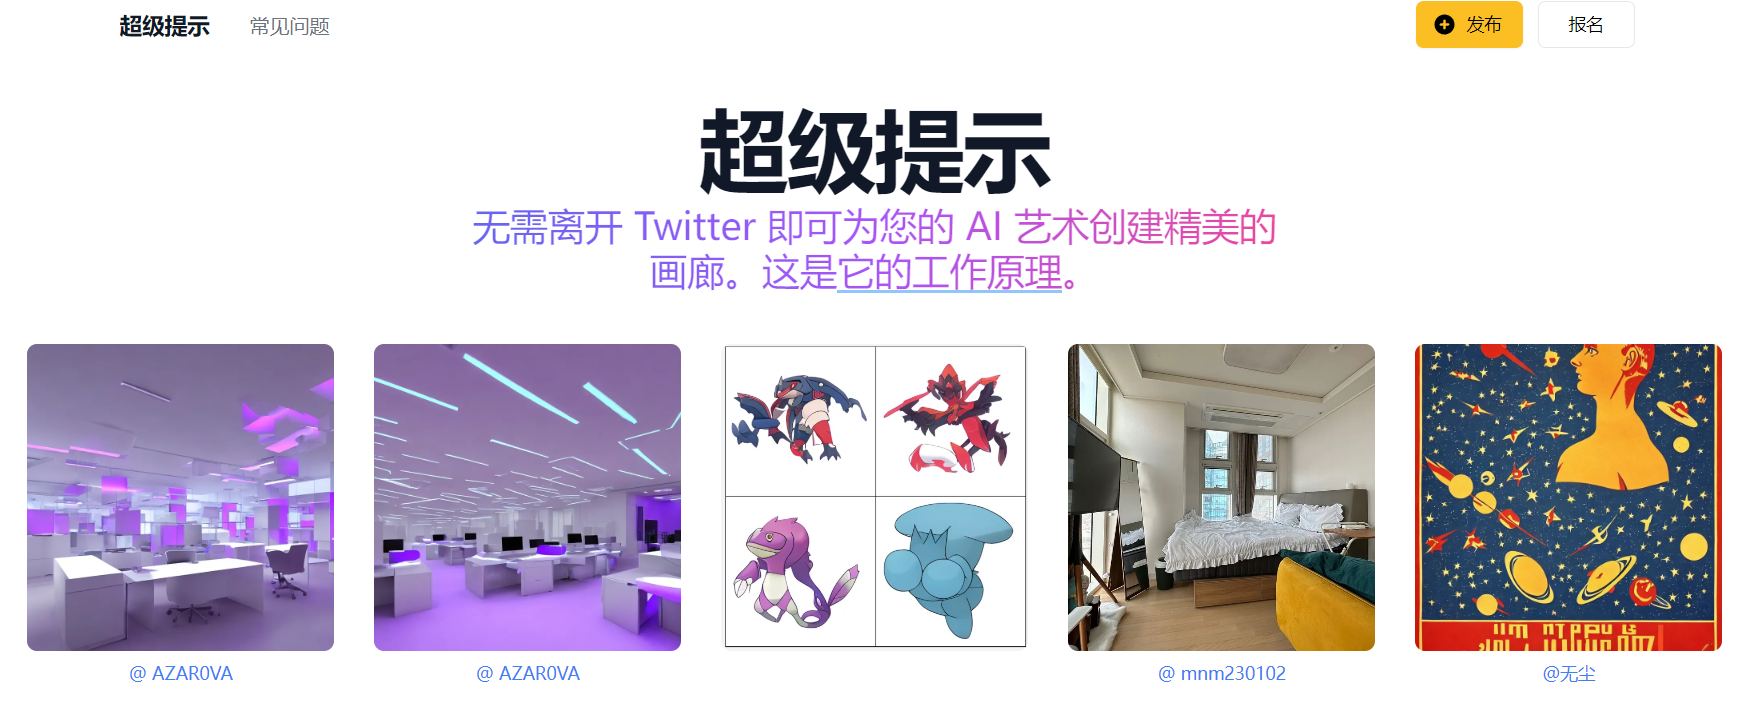 超级提示
常见问题
发布
报名
超级提示
无需离开 Twitter 即可为您的 AI 艺术创建精美的
画廊。这是它的工作原理。
@ AZAR0VA
@ AZAR0VA
@ mnm230102
@无尘